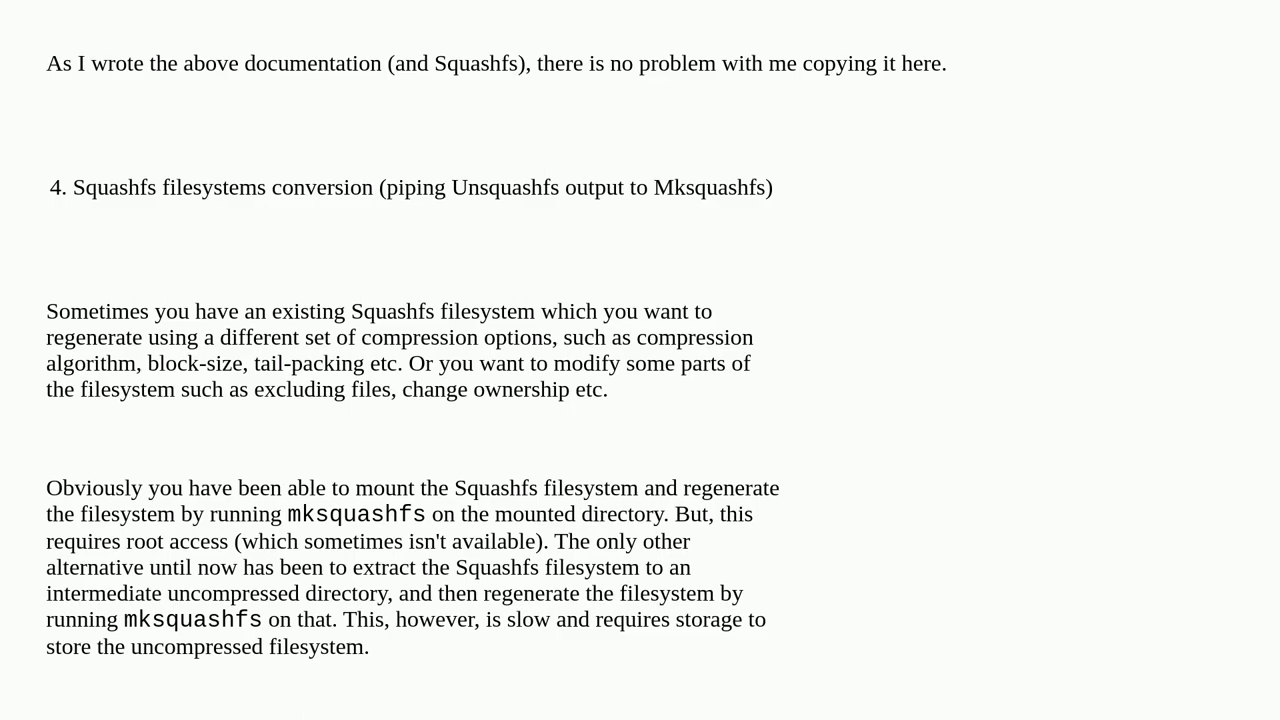 As I wrote the above documentation (and Squashfs), there is no problem with me copying it here.
4. Squashfs filesystems conversion (piping Unsquashfs output to Mksquashfs)
Sometimes you have an existing Squashfs filesystem which you want to
regenerate using a different set of compression options, such as compression
algorithm, block-size, tail-packing etc. Or you want to modify some parts of
the filesystem such as excluding files, change ownership etc.
Obviously you have been able to mount the Squashfs filesystem and regenerate
the filesystem by running mksquashfs on the mounted directory. But, this
requires root access (which sometimes isn't available). The only other
alternative until now has been to extract the Squashfs filesystem to an
intermediate uncompressed directory, and then regenerate the filesystem by
running mksquashfs on that. This, however, is slow and requires storage to
store the uncompressed filesystem.